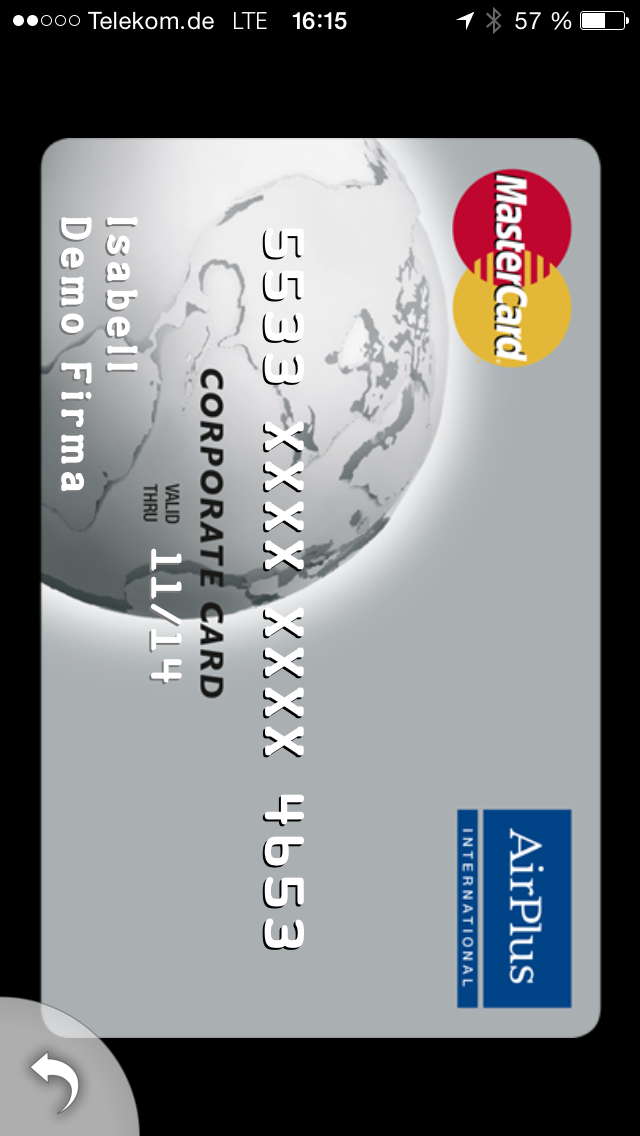 Telekom.de LTE 16:15 57 %
AirPlus
INTERNATIONAL
MasterCard
5533 XXXX XXXX 4653
CORPORATE CARD
VALID
THRU
11/14
Isabell
Demo Firma